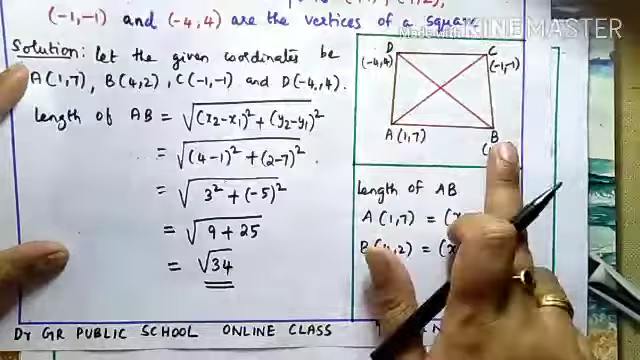 (-1,-1) and (-4,4) are the vertices of a square
MADE WITH KINEMASTER
Solution: let the given coordinates be
A(1,7), B(4,2), C(-1,-1) and D(-4,4).
length of AB = √(x₂-x₁)² + (y₂-y₁)²
= √(4-1)² + (2-7)² .
= √3² + (-5)²
= √9 + 25
= √34
D
(-4,4)
C
(-1,-1)
A(1,7)
B
length of AB
A(1,7) =
B(4,2) =
Dr GR PUBLIC SCHOOL ONLINE CLASS